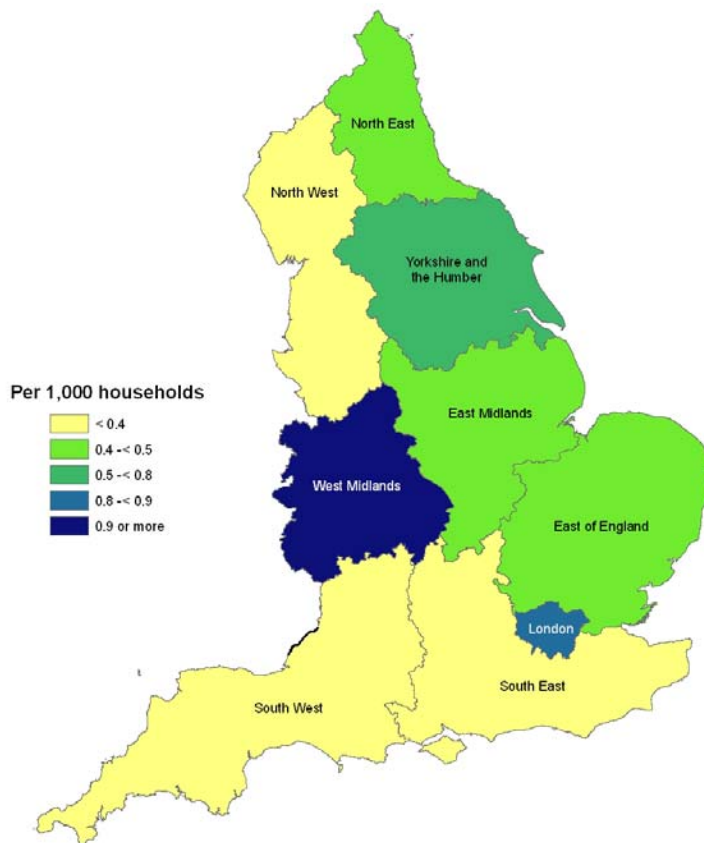 North East
North West
Yorkshire and
the Humber
Per 1,000 households
< 0.4
0.4 -< 0.5
0.5 -< 0.8
0.8 -< 0.9
0.9 or more
East Midlands
West Midlands
East of England
London
South East
South West